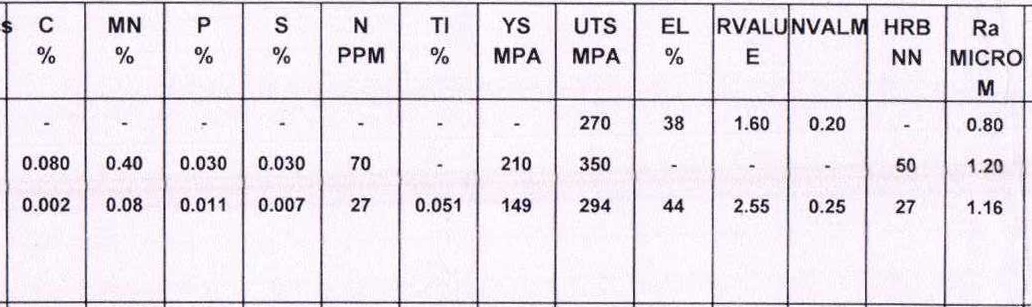 s C MN P S N TI YS UTS EL RVALU NVALM HRB Ra
% % % % PPM % MPA MPA % E NN MICRO
M
- - - - - - - 270 38 1.60 0.20 - 0.80
0.080 0.40 0.030 0.030 70 - 210 350 - - - 50 1.20
0.002 0.08 0.011 0.007 27 0.051 149 294 44 2.55 0.25 27 1.16